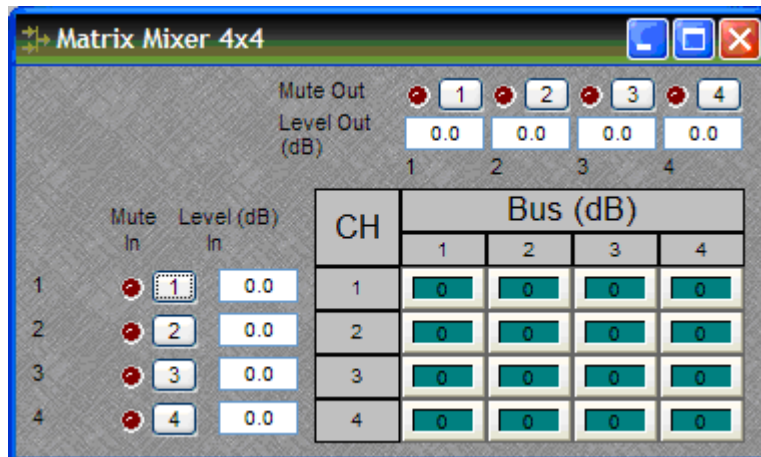 Matrix Mixer 4x4
Mute Out 1 2 3 4
Level Out (dB) 0.0 0.0 0.0 0.0
1 2 3 4
Mute In Level (dB) In CH Bus (dB)
1 2 3 4
1 1 0.0 1 0 0 0 0
2 2 0.0 2 0 0 0 0
3 3 0.0 3 0 0 0 0
4 4 0.0 4 0 0 0 0